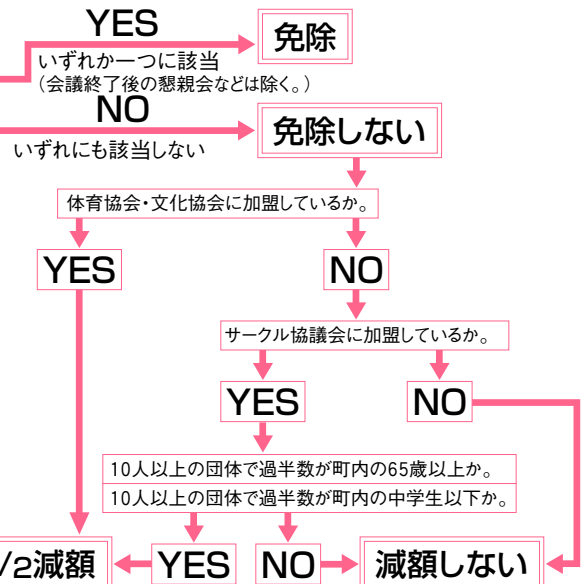 YES
免除
いずれか一つに該当
（会議終了後の懇親会などは除く。）
NO
免除しない
いずれにも該当しない
体育協会・文化協会に加盟しているか。
YES
NO
サークル協議会に加盟しているか。
YES
NO
10人以上の団体で過半数が町内の65歳以上か。
10人以上の団体で過半数が町内の中学生以下か。
/2減額
YES
NO
減額しない